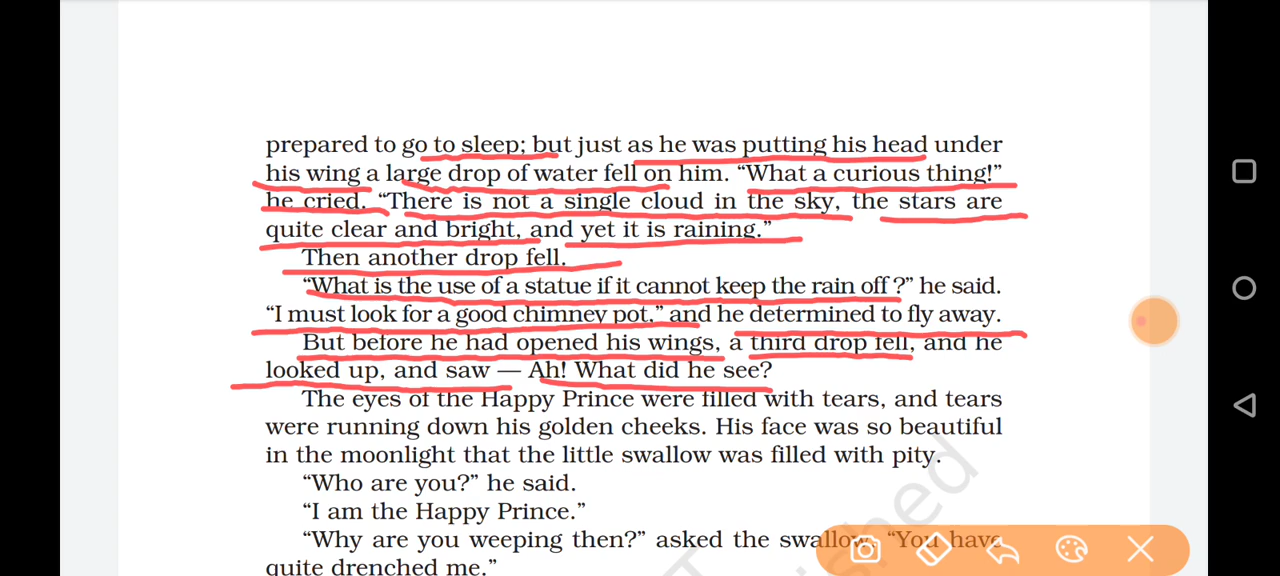 prepared to go to sleep; but just as he was putting his head under
his wing a large drop of water fell on him. “What a curious thing!”
he cried. “There is not a single cloud in the sky, the stars are
quite clear and bright, and yet it is raining.”
Then another drop fell.
“What is the use of a statue if it cannot keep the rain off ?” he said.
“I must look for a good chimney pot,” and he determined to fly away.
But before he had opened his wings, a third drop fell, and he
looked up, and saw — Ah! What did he see?
The eyes of the Happy Prince were filled with tears, and tears
were running down his golden cheeks. His face was so beautiful
in the moonlight that the little swallow was filled with pity.
“Who are you?” he said.
“I am the Happy Prince.”
“Why are you weeping then?” asked the swallow. “You have
quite drenched me.”